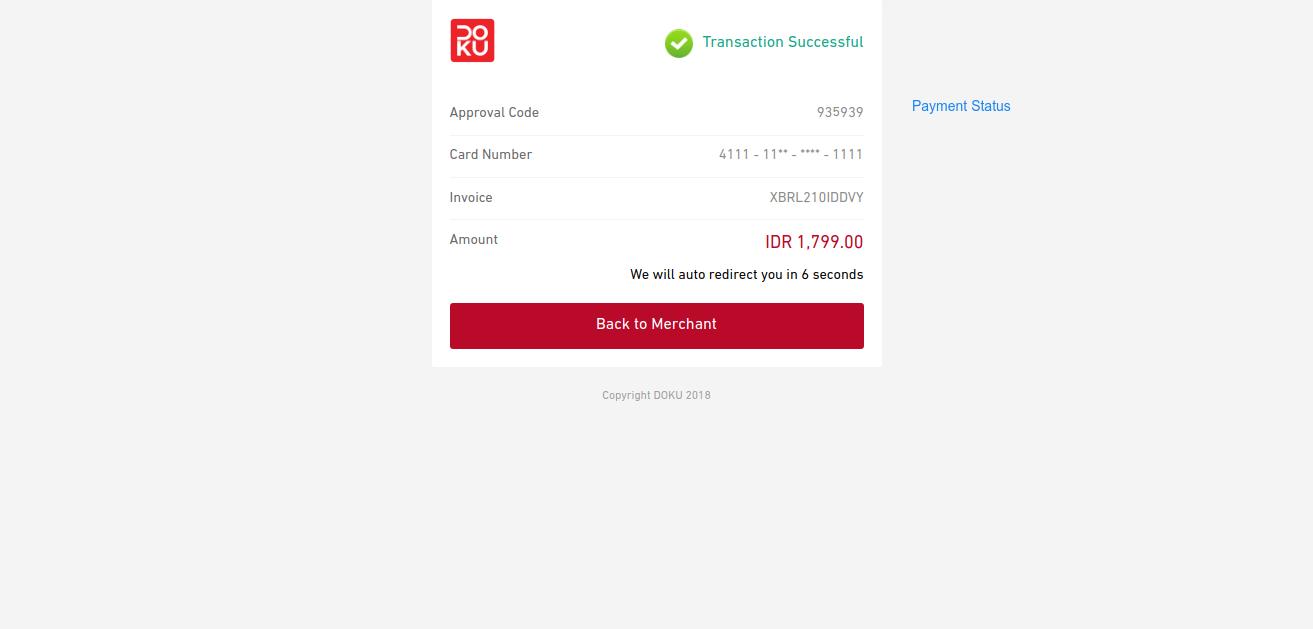 DOKU
Transaction Successful
Approval Code 935939
Payment Status
Card Number 4111 - 11** - **** - 1111
Invoice XBRL210IDDVY
Amount IDR 1,799.00
We will auto redirect you in 6 seconds
Back to Merchant
Copyright DOKU 2018